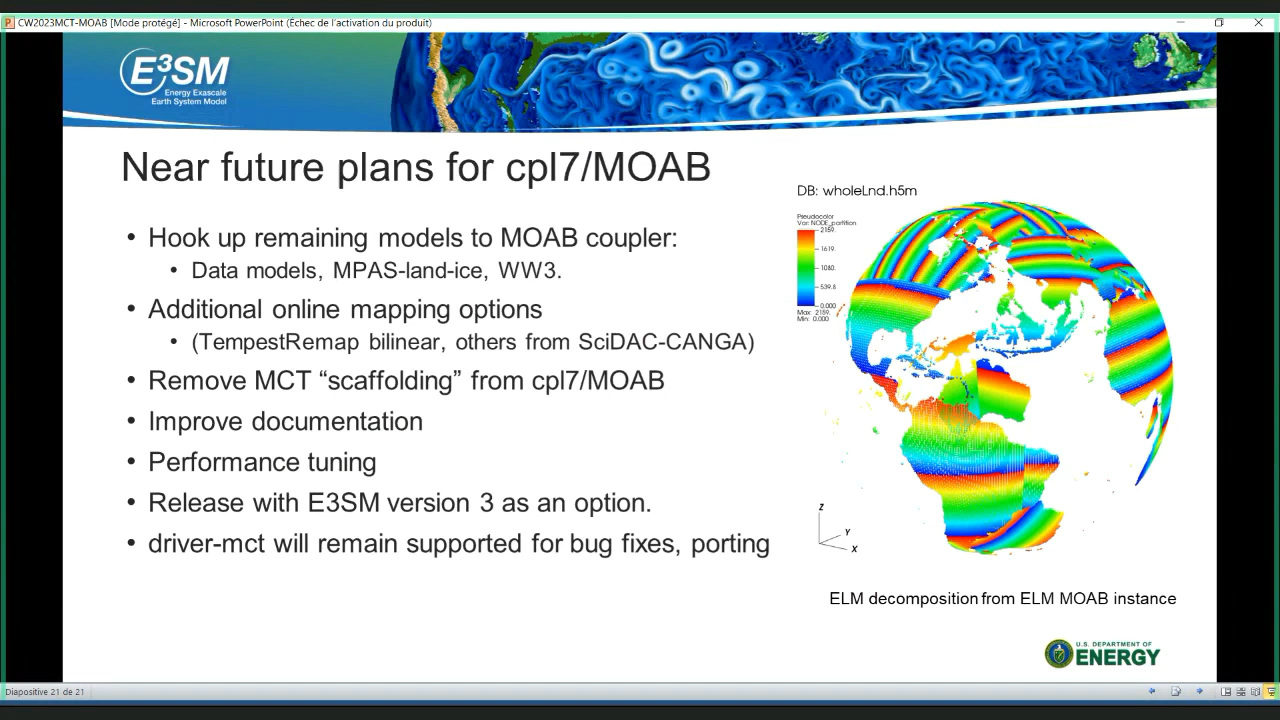 CW2023MCT-MOAB [Mode protégé] - Microsoft PowerPoint (Échec de l'activation du produit)
E³SM
Energy Exascale
Earth System Model
Near future plans for cpl7/MOAB
• Hook up remaining models to MOAB coupler:
• Data models, MPAS-land-ice, WW3.
• Additional online mapping options
• (TempestRemap bilinear, others from SciDAC-CANGA)
• Remove MCT “scaffolding” from cpl7/MOAB
• Improve documentation
• Performance tuning
• Release with E3SM version 3 as an option.
• driver-mct will remain supported for bug fixes, porting
DB: wholeLnd.h5m
Pseudocolor
Var: NODE_partition
2159.
1619.
1080.
539.8
0.000
Max: 2159.
Min: 0.000
Z
Y
X
ELM decomposition from ELM MOAB instance
U.S. DEPARTMENT OF
ENERGY
Diapositive 21 de 21